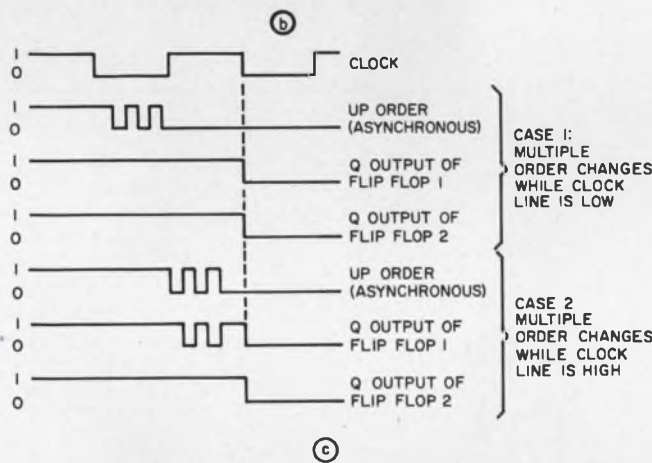 b
1
0
CLOCK
1
0
UP ORDER
(ASYNCHRONOUS)
1
0
Q OUTPUT OF
FLIP FLOP 1
1
0
Q OUTPUT OF
FLIP FLOP 2
CASE 1:
MULTIPLE
ORDER CHANGES
WHILE CLOCK
LINE IS LOW
1
0
UP ORDER
(ASYNCHRONOUS)
1
0
Q OUTPUT OF
FLIP FLOP 1
1
0
Q OUTPUT OF
FLIP FLOP 2
CASE 2
MULTIPLE
ORDER CHANGES
WHILE CLOCK
LINE IS HIGH
c